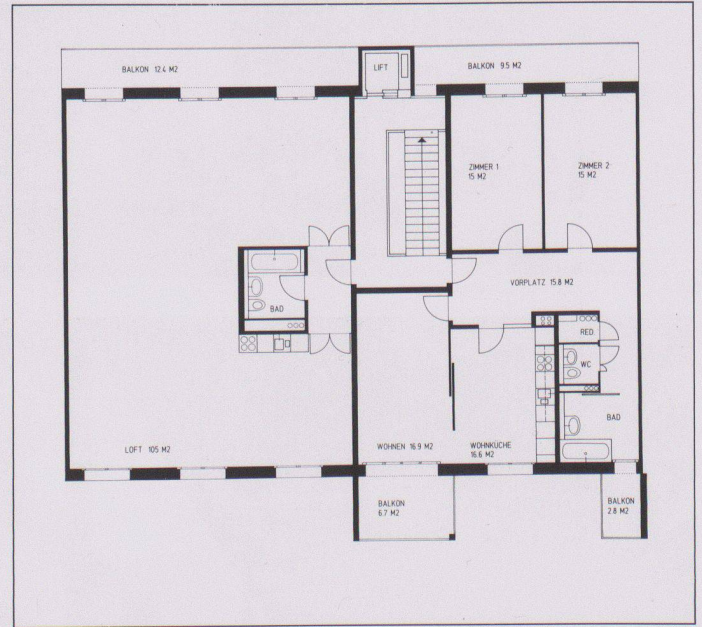 BALKON 12.4 M2
LIFT
BALKON 9.5 M2
ZIMMER 1
15 M2
ZIMMER 2
15 M2
VORPLATZ 15.8 M2
BAD
RED.
WC
BAD
LOFT 105 M2
WOHNEN 16.9 M2
WOHNKÜCHE
16.6 M2
BALKON
6.7 M2
BALKON
2.8 M2